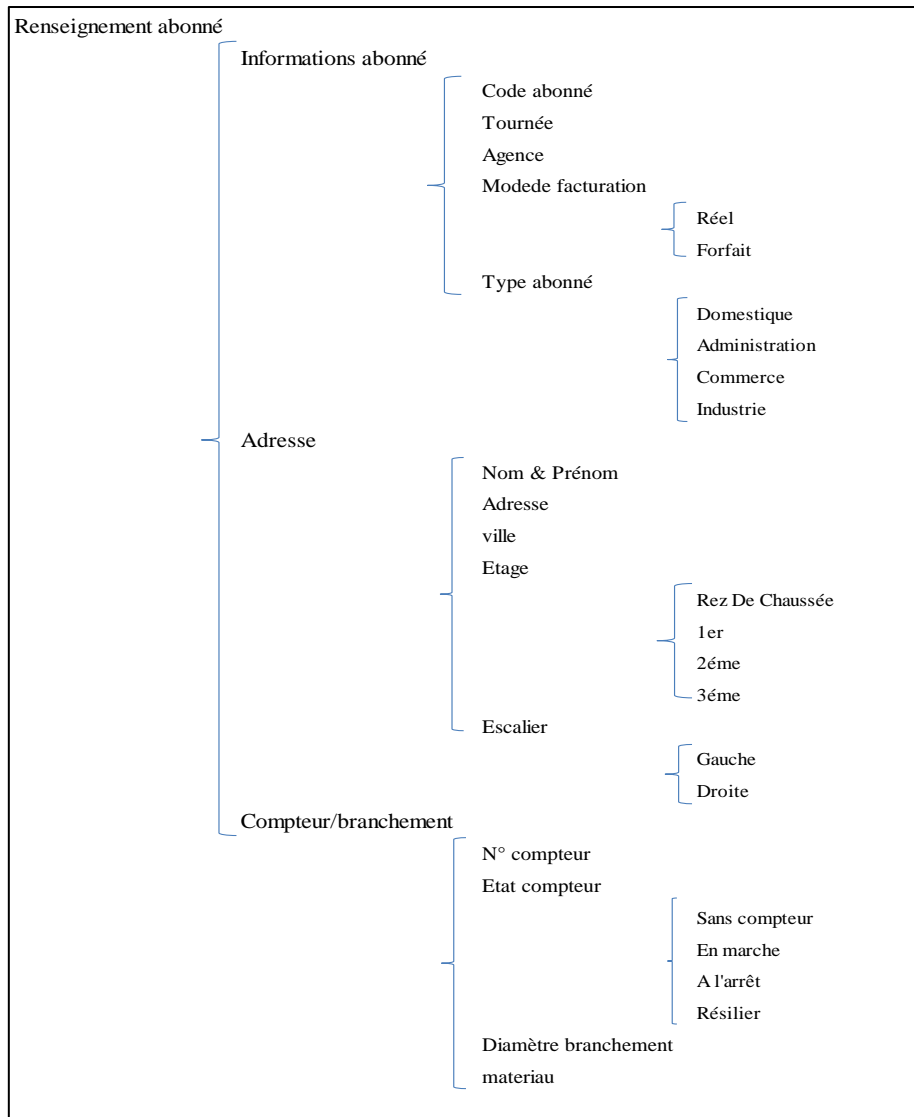 Renseignement abonné
Informations abonné
Code abonné
Tournée
Agence
Modede facturation
Réel
Forfait
Type abonné
Domestique
Administration
Commerce
Industrie
Adresse
Nom & Prénom
Adresse
ville
Etage
Rez De Chaussée
1er
2éme
3éme
Escalier
Gauche
Droite
Compteur/branchement
N° compteur
Etat compteur
Sans compteur
En marche
A l'arrêt
Résilier
Diamètre branchement
materiau